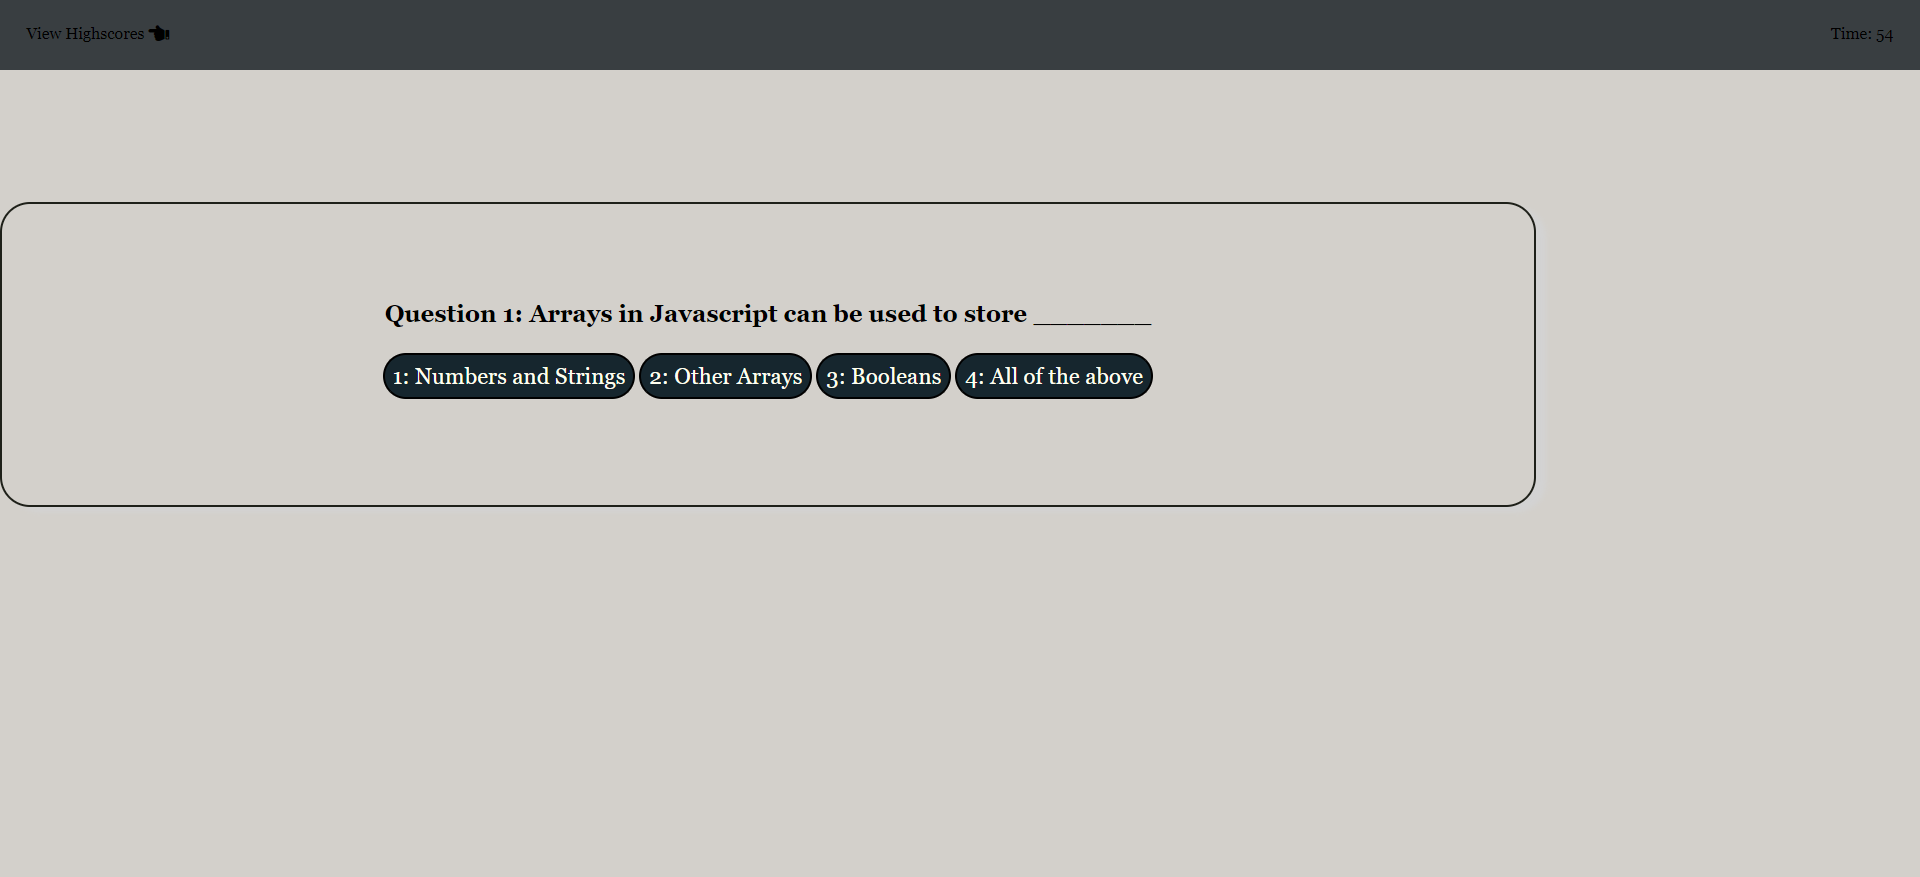 View Highscores
Time: 54
Question 1: Arrays in Javascript can be used to store _______
1: Numbers and Strings
2: Other Arrays
3: Booleans
4: All of the above